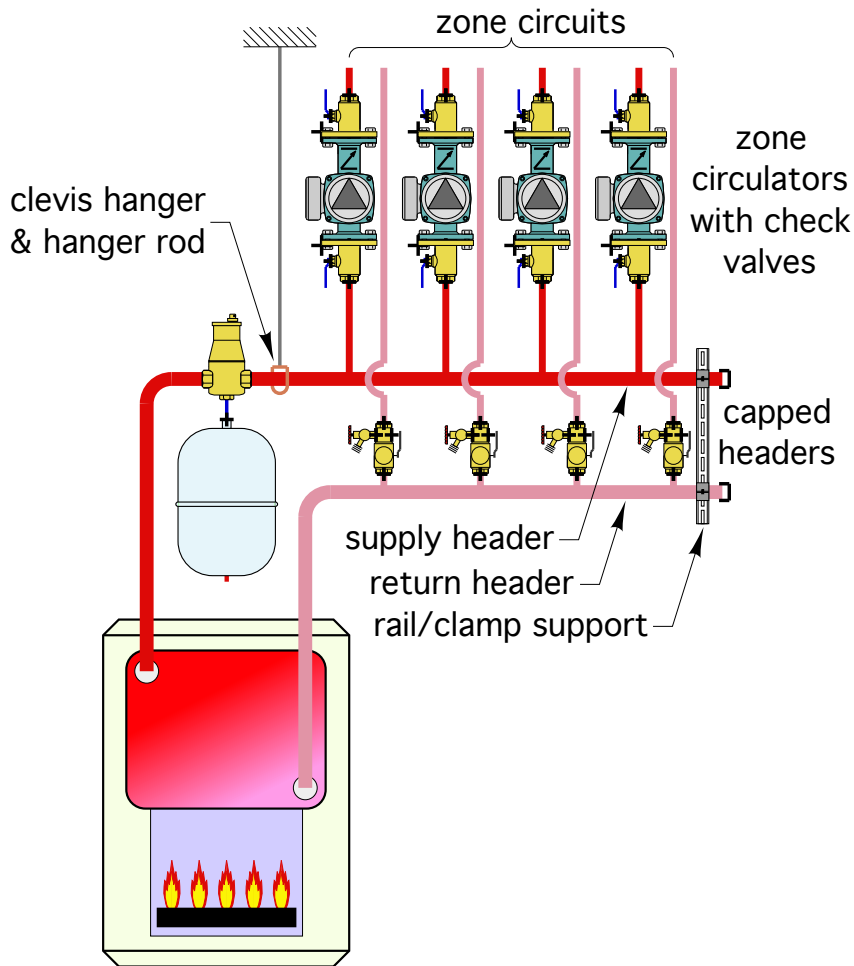 zone circuits
clevis hanger
& hanger rod
zone
circulators
with check
valves
capped
headers
supply header
return header
rail/clamp support